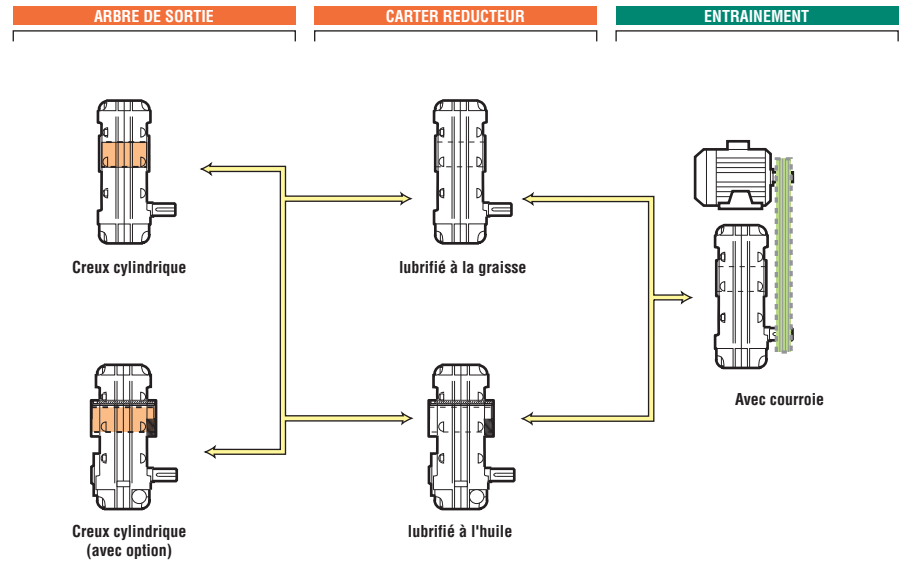 ARBRE DE SORTIE
CARTER REDUCTEUR
ENTRAINEMENT
Creux cylindrique
lubrifié à la graisse
Avec courroie
Creux cylindrique
(avec option)
lubrifié à l'huile